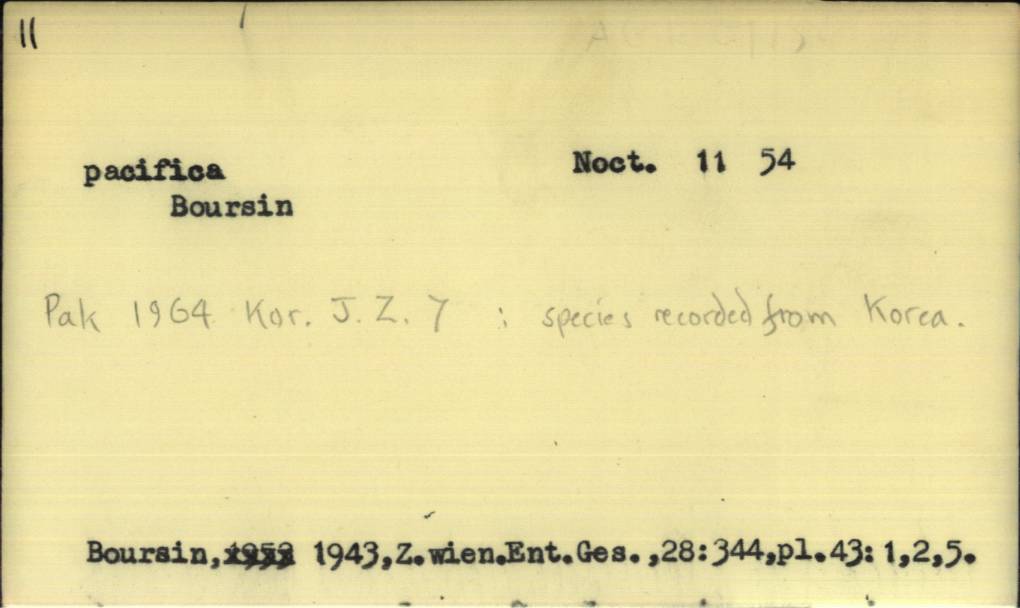 11
pacifica
Noct. 11 54
Boursin
Pak 1964 Kor. J. Z. 7 : species recorded from Korea.
Boursin, 1943,Z.wien.Ent.Ges.,28:344,pl.43:1,2,5.